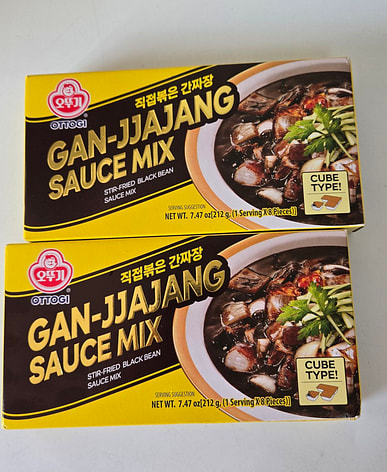 오뚜기
OTTOGI
직접볶은 간짜장
GAN-JJAJANG
SAUCE MIX
STIR-FRIED BLACK BEAN
SAUCE MIX
CUBE
TYPE!
SERVING SUGGESTION
NET WT. 7.47 oz[212 g, (1 Serving X 8 Pieces)]
오뚜기
OTTOGI
직접볶은 간짜장
GAN-JJAJANG
SAUCE MIX
STIR-FRIED BLACK BEAN
SAUCE MIX
CUBE
TYPE!
SERVING SUGGESTION
NET WT. 7.47 oz[212 g, (1 Serving X 8 Pieces)]